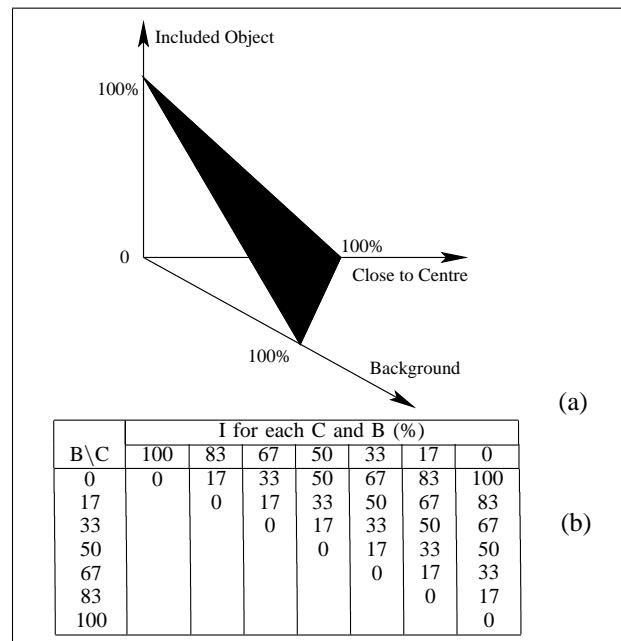 Included Object
100%
100%
0
Close to Centre
100%
Background
(a)
I for each C and B (%)
B\C 100 83 67 50 33 17 0
0 0 17 33 50 67 83 100
17 0 17 33 50 67 83
33 0 17 33 50 67
50 0 17 33 50
67 0 17 33
83 0 17
100 0
(b)